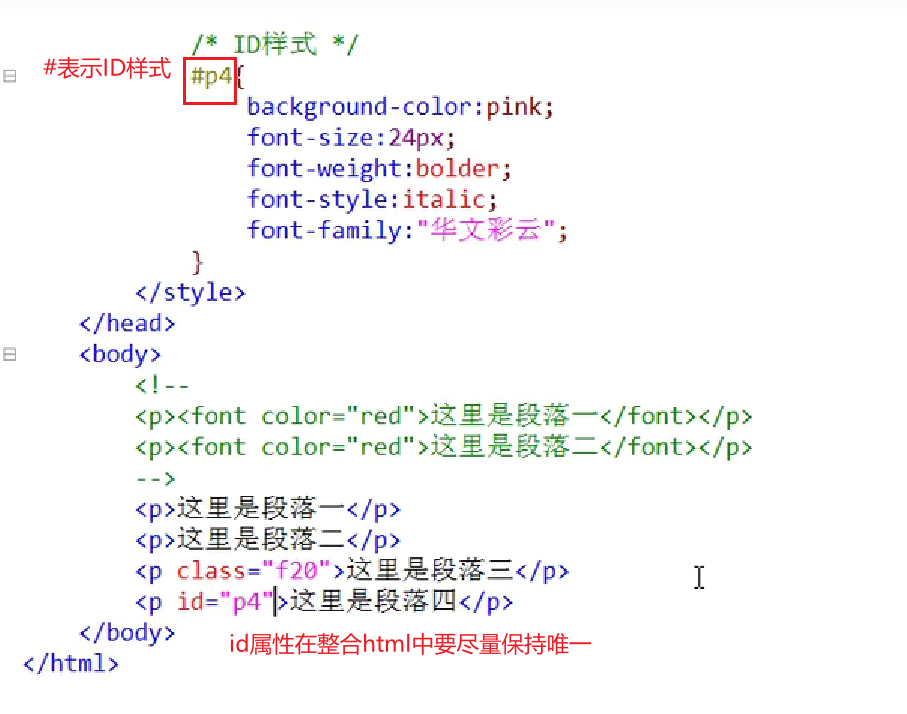 /* ID样式 */
#表示ID样式
#p4{
background-color:pink;
font-size:24px;
font-weight:bolder;
font-style:italic;
font-family:"华文彩云";
}
</style>
</head>
<body>
<!--
<p><font color="red">这里是段落一</font></p>
<p><font color="red">这里是段落二</font></p>
-->
<p>这里是段落一</p>
<p>这里是段落二</p>
<p class="f20">这里是段落三</p>
<p id="p4">这里是段落四</p>
</body>
id属性在整合html中要尽量保持唯一
</html>